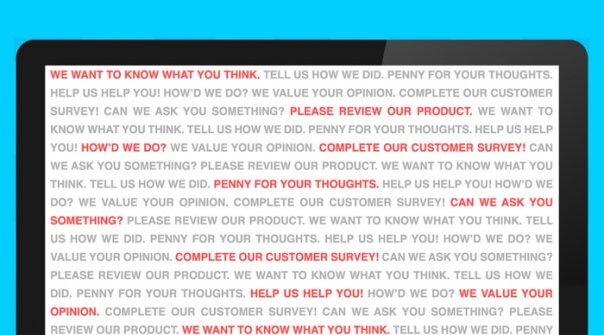 WE WANT TO KNOW WHAT YOU THINK. TELL US HOW WE DID. PENNY FOR YOUR THOUGHTS.
HELP US HELP YOU! HOW'D WE DO? WE VALUE YOUR OPINION. COMPLETE OUR CUSTOMER
SURVEY! CAN WE ASK YOU SOMETHING? PLEASE REVIEW OUR PRODUCT. WE WANT TO
KNOW WHAT YOU THINK. TELL US HOW WE DID. PENNY FOR YOUR THOUGHTS. HELP US HELP
YOU! HOW'D WE DO? WE VALUE YOUR OPINION. COMPLETE OUR CUSTOMER SURVEY! CAN
WE ASK YOU SOMETHING? PLEASE REVIEW OUR PRODUCT. WE WANT TO KNOW WHAT YOU
THINK. TELL US HOW WE DID. PENNY FOR YOUR THOUGHTS. HELP US HELP YOU! HOW'D WE
DO? WE VALUE YOUR OPINION. COMPLETE OUR CUSTOMER SURVEY! CAN WE ASK YOU
SOMETHING? PLEASE REVIEW OUR PRODUCT. WE WANT TO KNOW WHAT YOU THINK. TELL
US HOW WE DID. PENNY FOR YOUR THOUGHTS. HELP US HELP YOU! HOW'D WE DO? WE
VALUE YOUR OPINION. COMPLETE OUR CUSTOMER SURVEY! CAN WE ASK YOU SOMETHING?
PLEASE REVIEW OUR PRODUCT. WE WANT TO KNOW WHAT YOU THINK. TELL US HOW WE
DID. PENNY FOR YOUR THOUGHTS. HELP US HELP YOU! HOW'D WE DO? WE VALUE YOUR
OPINION. COMPLETE OUR CUSTOMER SURVEY! CAN WE ASK YOU SOMETHING? PLEASE
REVIEW OUR PRODUCT. WE WANT TO KNOW WHAT YOU THINK. TELL US HOW WE DID. PENNY